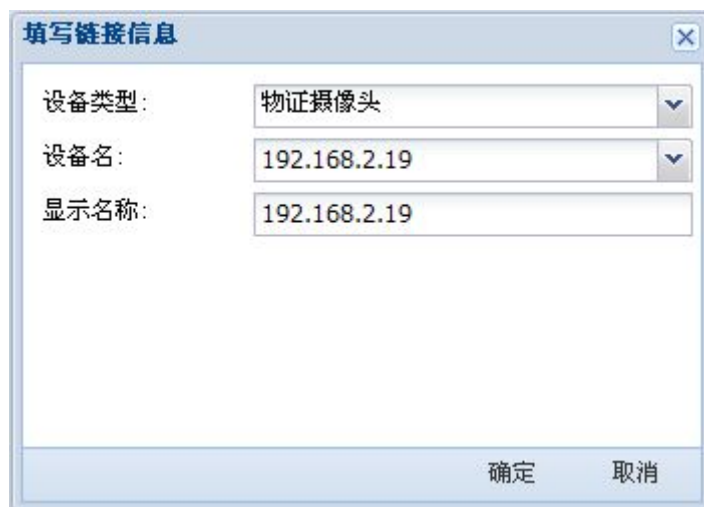 填写链接信息
设备类型: 物证摄像头
设备名: 192.168.2.19
显示名称: 192.168.2.19
确定 取消